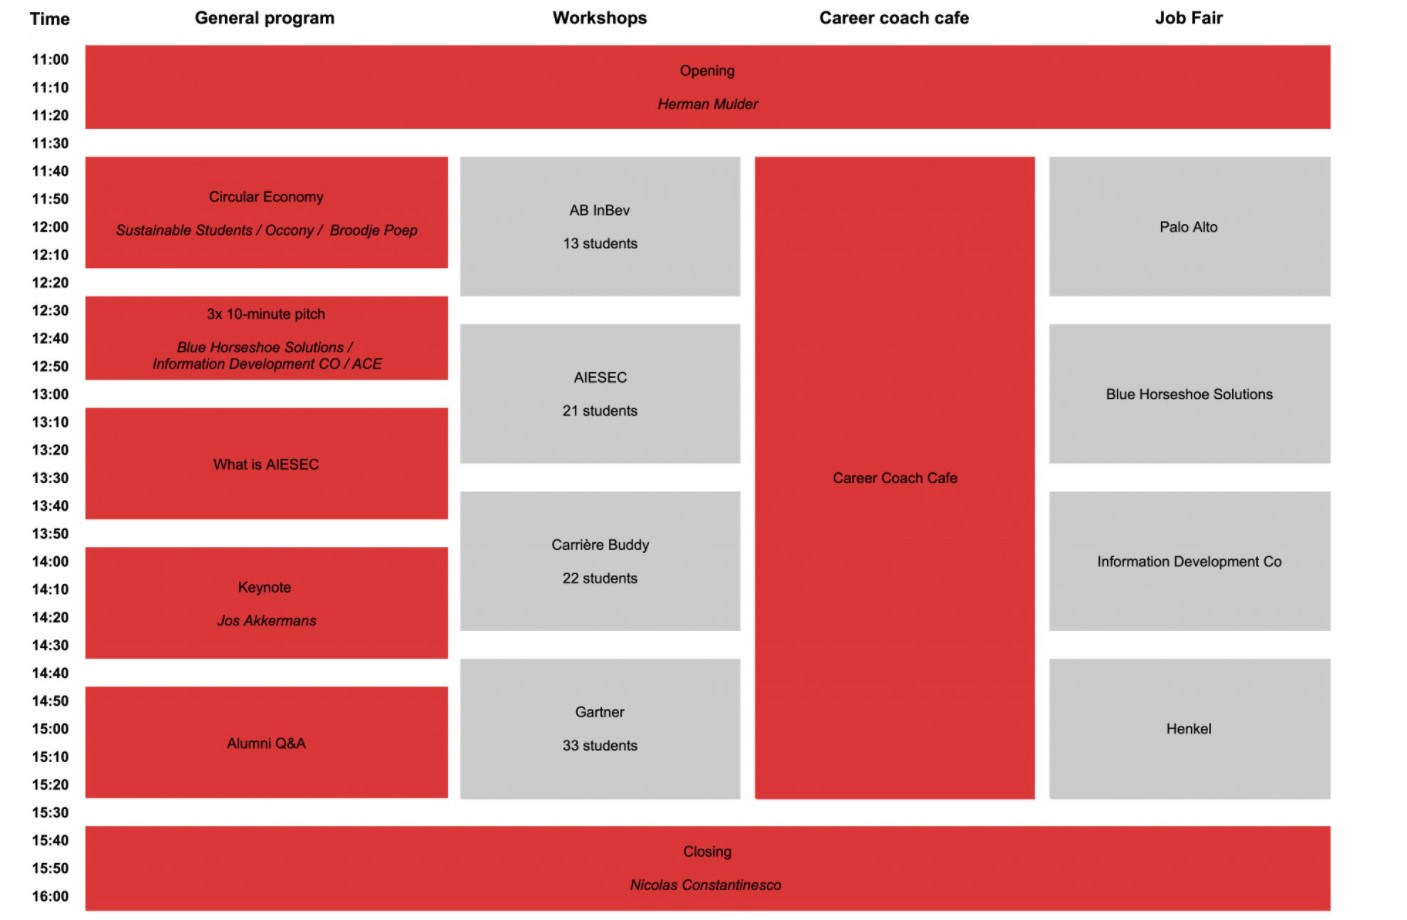 Time General program Workshops Career coach cafe Job Fair
11:00
Opening
11:10
Herman Mulder
11:20
11:30
11:40
11:50
12:00
12:10
12:20
Circular Economy
Sustainable Students / Occony / Broodje Poep
AB InBev
13 students
Palo Alto
12:30
12:40
12:50
13:00
3x 10-minute pitch
Blue Horseshoe Solutions /
Information Development CO / ACE
AIESEC
21 students
Blue Horseshoe Solutions
13:10
13:20
13:30
13:40
13:50
What is AIESEC
Career Coach Cafe
Carrière Buddy
22 students
Information Development Co
14:00
14:10
14:20
14:30
14:40
Keynote
Jos Akkermans
14:50
15:00
15:10
15:20
15:30
Alumni Q&A
Gartner
33 students
Henkel
15:40
Closing
15:50
Nicolas Constantinesco
16:00